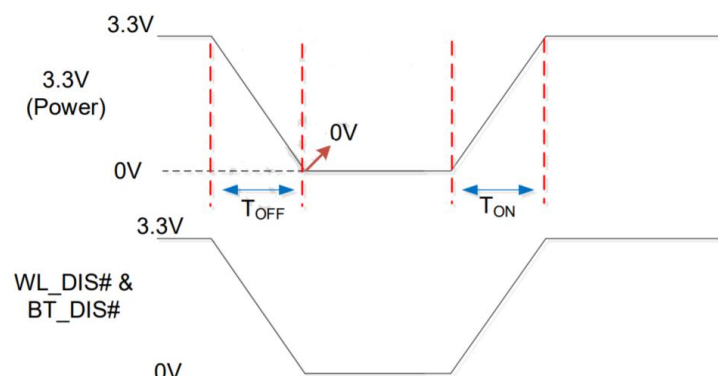 3.3V
3.3V
(Power)
0V
0V
TOFF
TON
3.3V
WL_DIS# &
BT_DIS#
0V